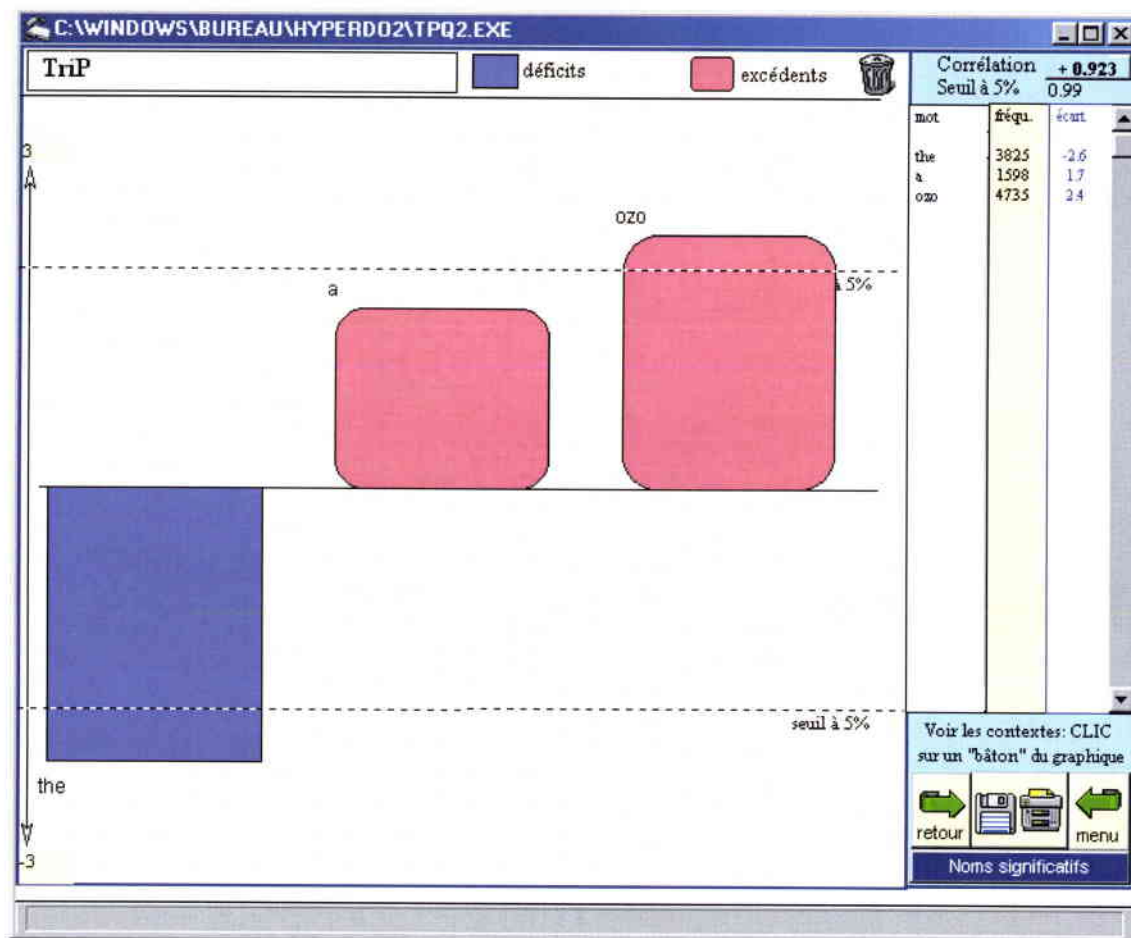 C:\WINDOWS\BUREAU\HYPERDO2\TPQ2.EXE
TriP
déficits
excédents
Corrélation +0.923
Seuil à 5% 0.99
mot fréqu. écart
the 3825 -2.6
a 1598 1.7
ozo 4735 2.4
3
ozo
a
à 5%
seuil à 5%
the
-3
Voir les contextes: CLIC
sur un "bâton" du graphique
retour
menu
Noms significatifs